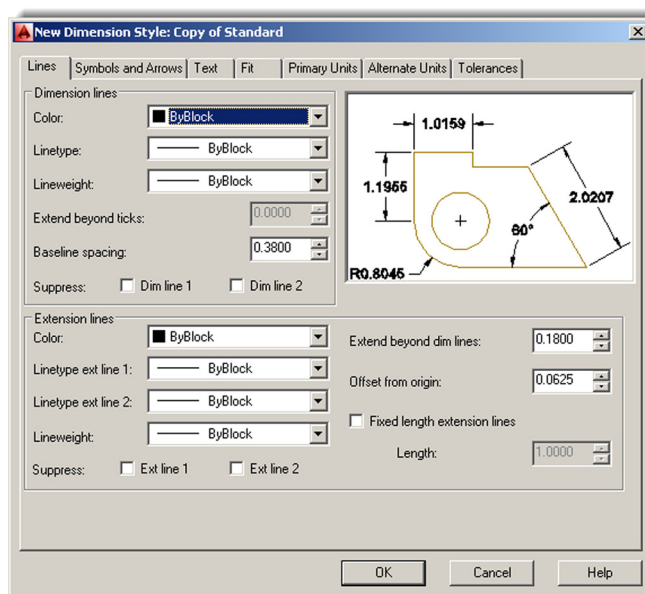 New Dimension Style: Copy of Standard
Lines
Symbols and Arrows
Text
Fit
Primary Units
Alternate Units
Tolerances
Dimension lines
Color:
ByBlock
Linetype:
ByBlock
Lineweight:
ByBlock
Extend beyond ticks:
0.0000
Baseline spacing:
0.3800
Suppress:
Dim line 1
Dim line 2
1.0159
1.1955
2.0207
60°
R0.8045
Extension lines
Color:
ByBlock
Linetype ext line 1:
ByBlock
Linetype ext line 2:
ByBlock
Lineweight:
ByBlock
Suppress:
Ext line 1
Ext line 2
Extend beyond dim lines:
0.1800
Offset from origin:
0.0625
Fixed length extension lines
Length:
1.0000
OK
Cancel
Help